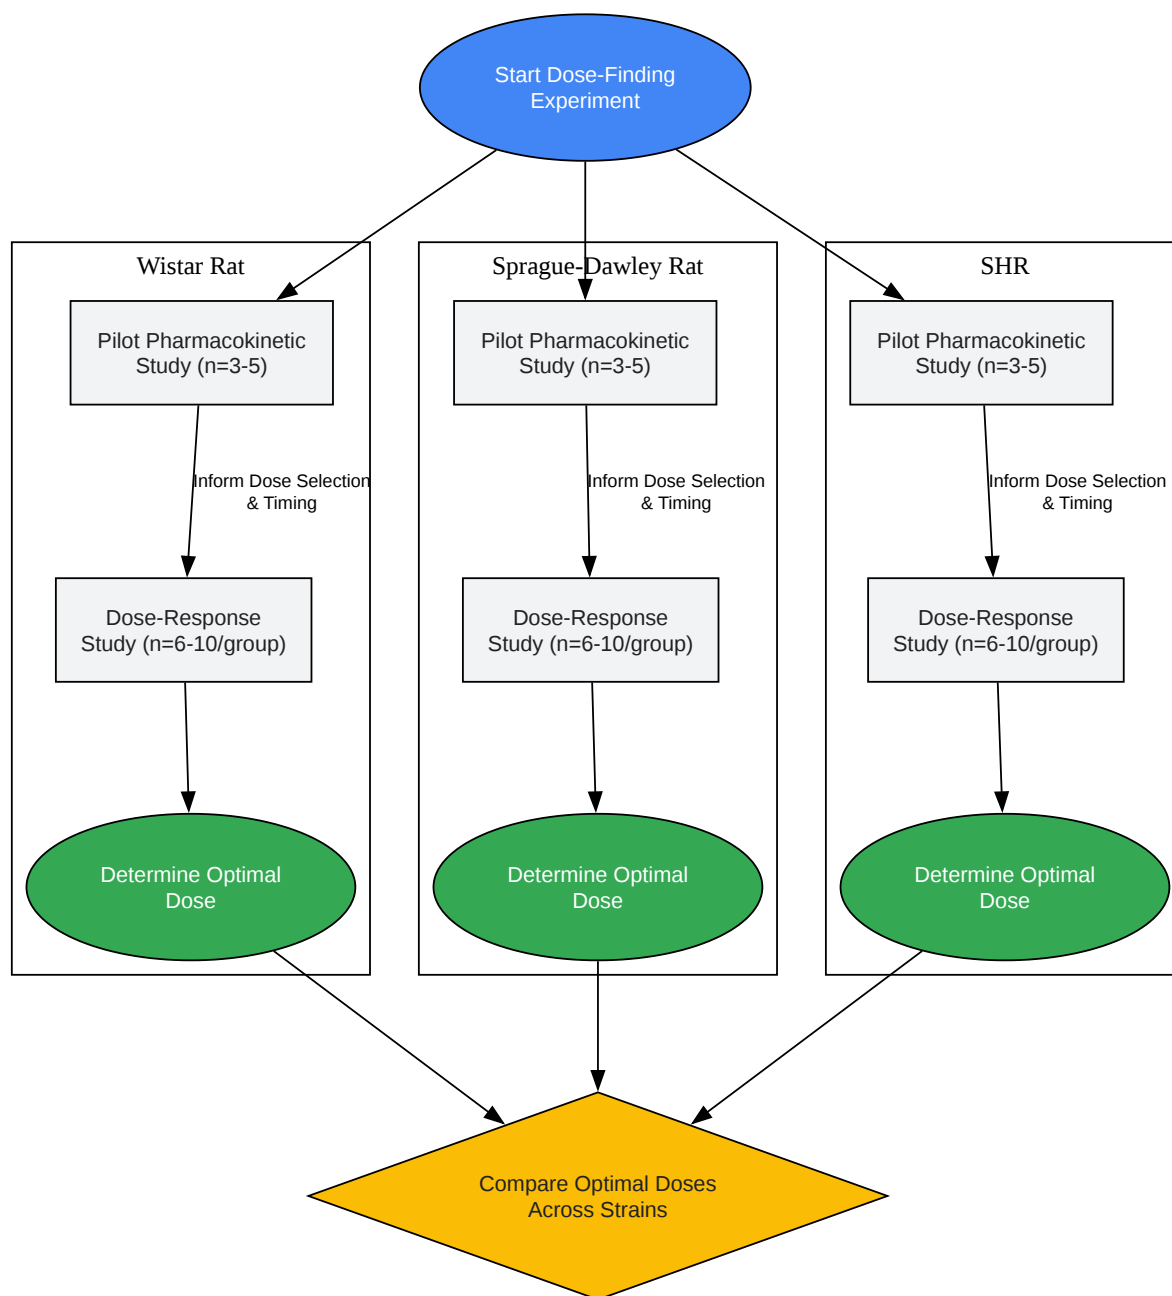 Start Dose-Finding
Experiment
Wistar Rat
Pilot Pharmacokinetic
Study (n=3-5)
Inform Dose Selection
& Timing
Dose-Response
Study (n=6-10/group)
Determine Optimal
Dose
Sprague-Dawley Rat
Pilot Pharmacokinetic
Study (n=3-5)
Inform Dose Selection
& Timing
Dose-Response
Study (n=6-10/group)
Determine Optimal
Dose
SHR
Pilot Pharmacokinetic
Study (n=3-5)
Inform Dose Selection
& Timing
Dose-Response
Study (n=6-10/group)
Determine Optimal
Dose
Compare Optimal Doses
Across Strains